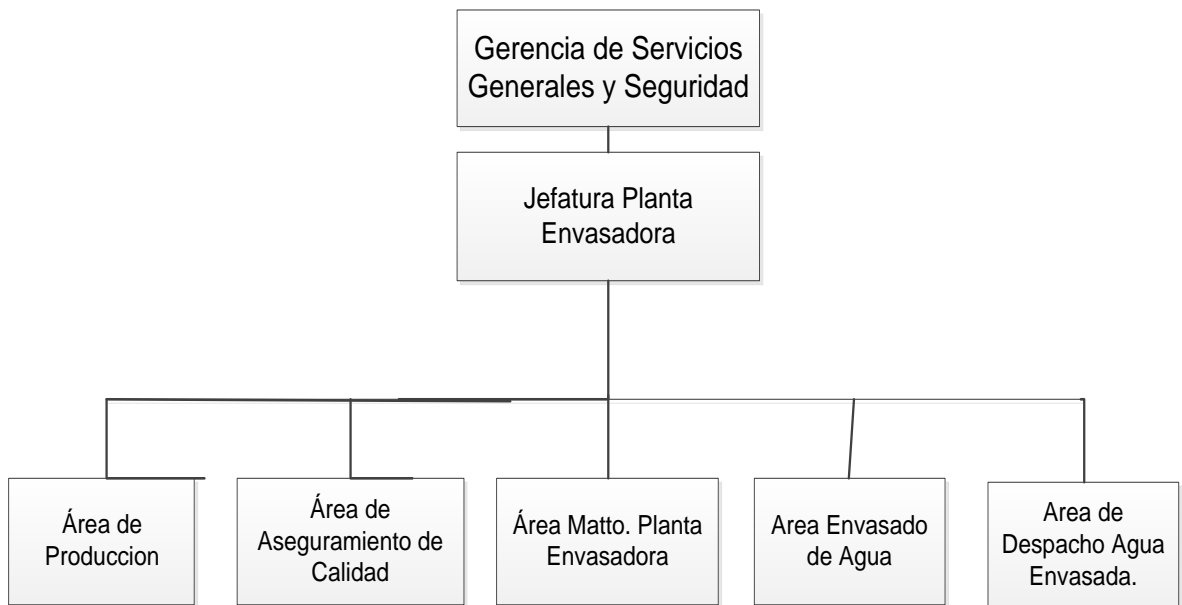 Gerencia de Servicios
Generales y Seguridad
Jefatura Planta
Envasadora
Área de
Produccion
Área de
Aseguramiento de
Calidad
Área Matto. Planta
Envasadora
Area Envasado
de Agua
Area de
Despacho Agua
Envasada.